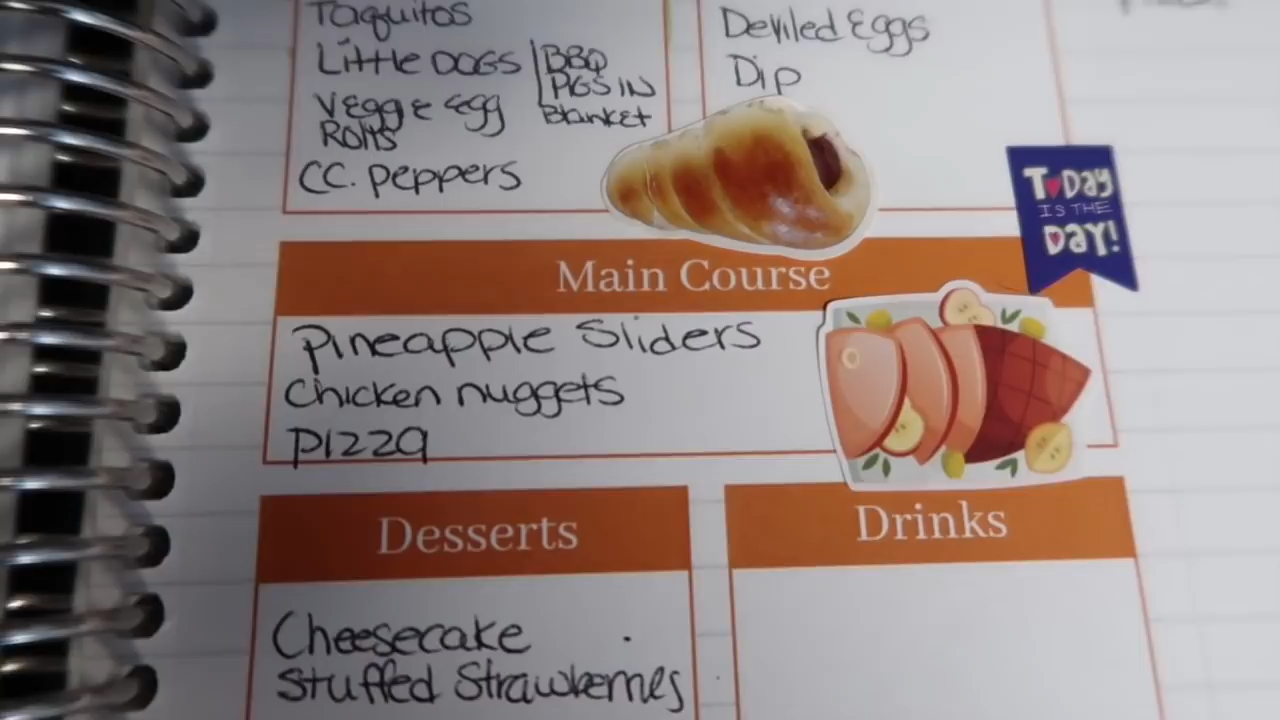 Taquitos
Little DOGS
BBQ
PIGS IN
Blanket
Veggie egg
Rolls
CC. peppers
Deviled Eggs
Dip
TODAY
IS THE
DAY!
Main Course
Pineapple Sliders
Chicken nuggets
Pizza
Desserts
Cheesecake
Stuffed Strawberries
Drinks